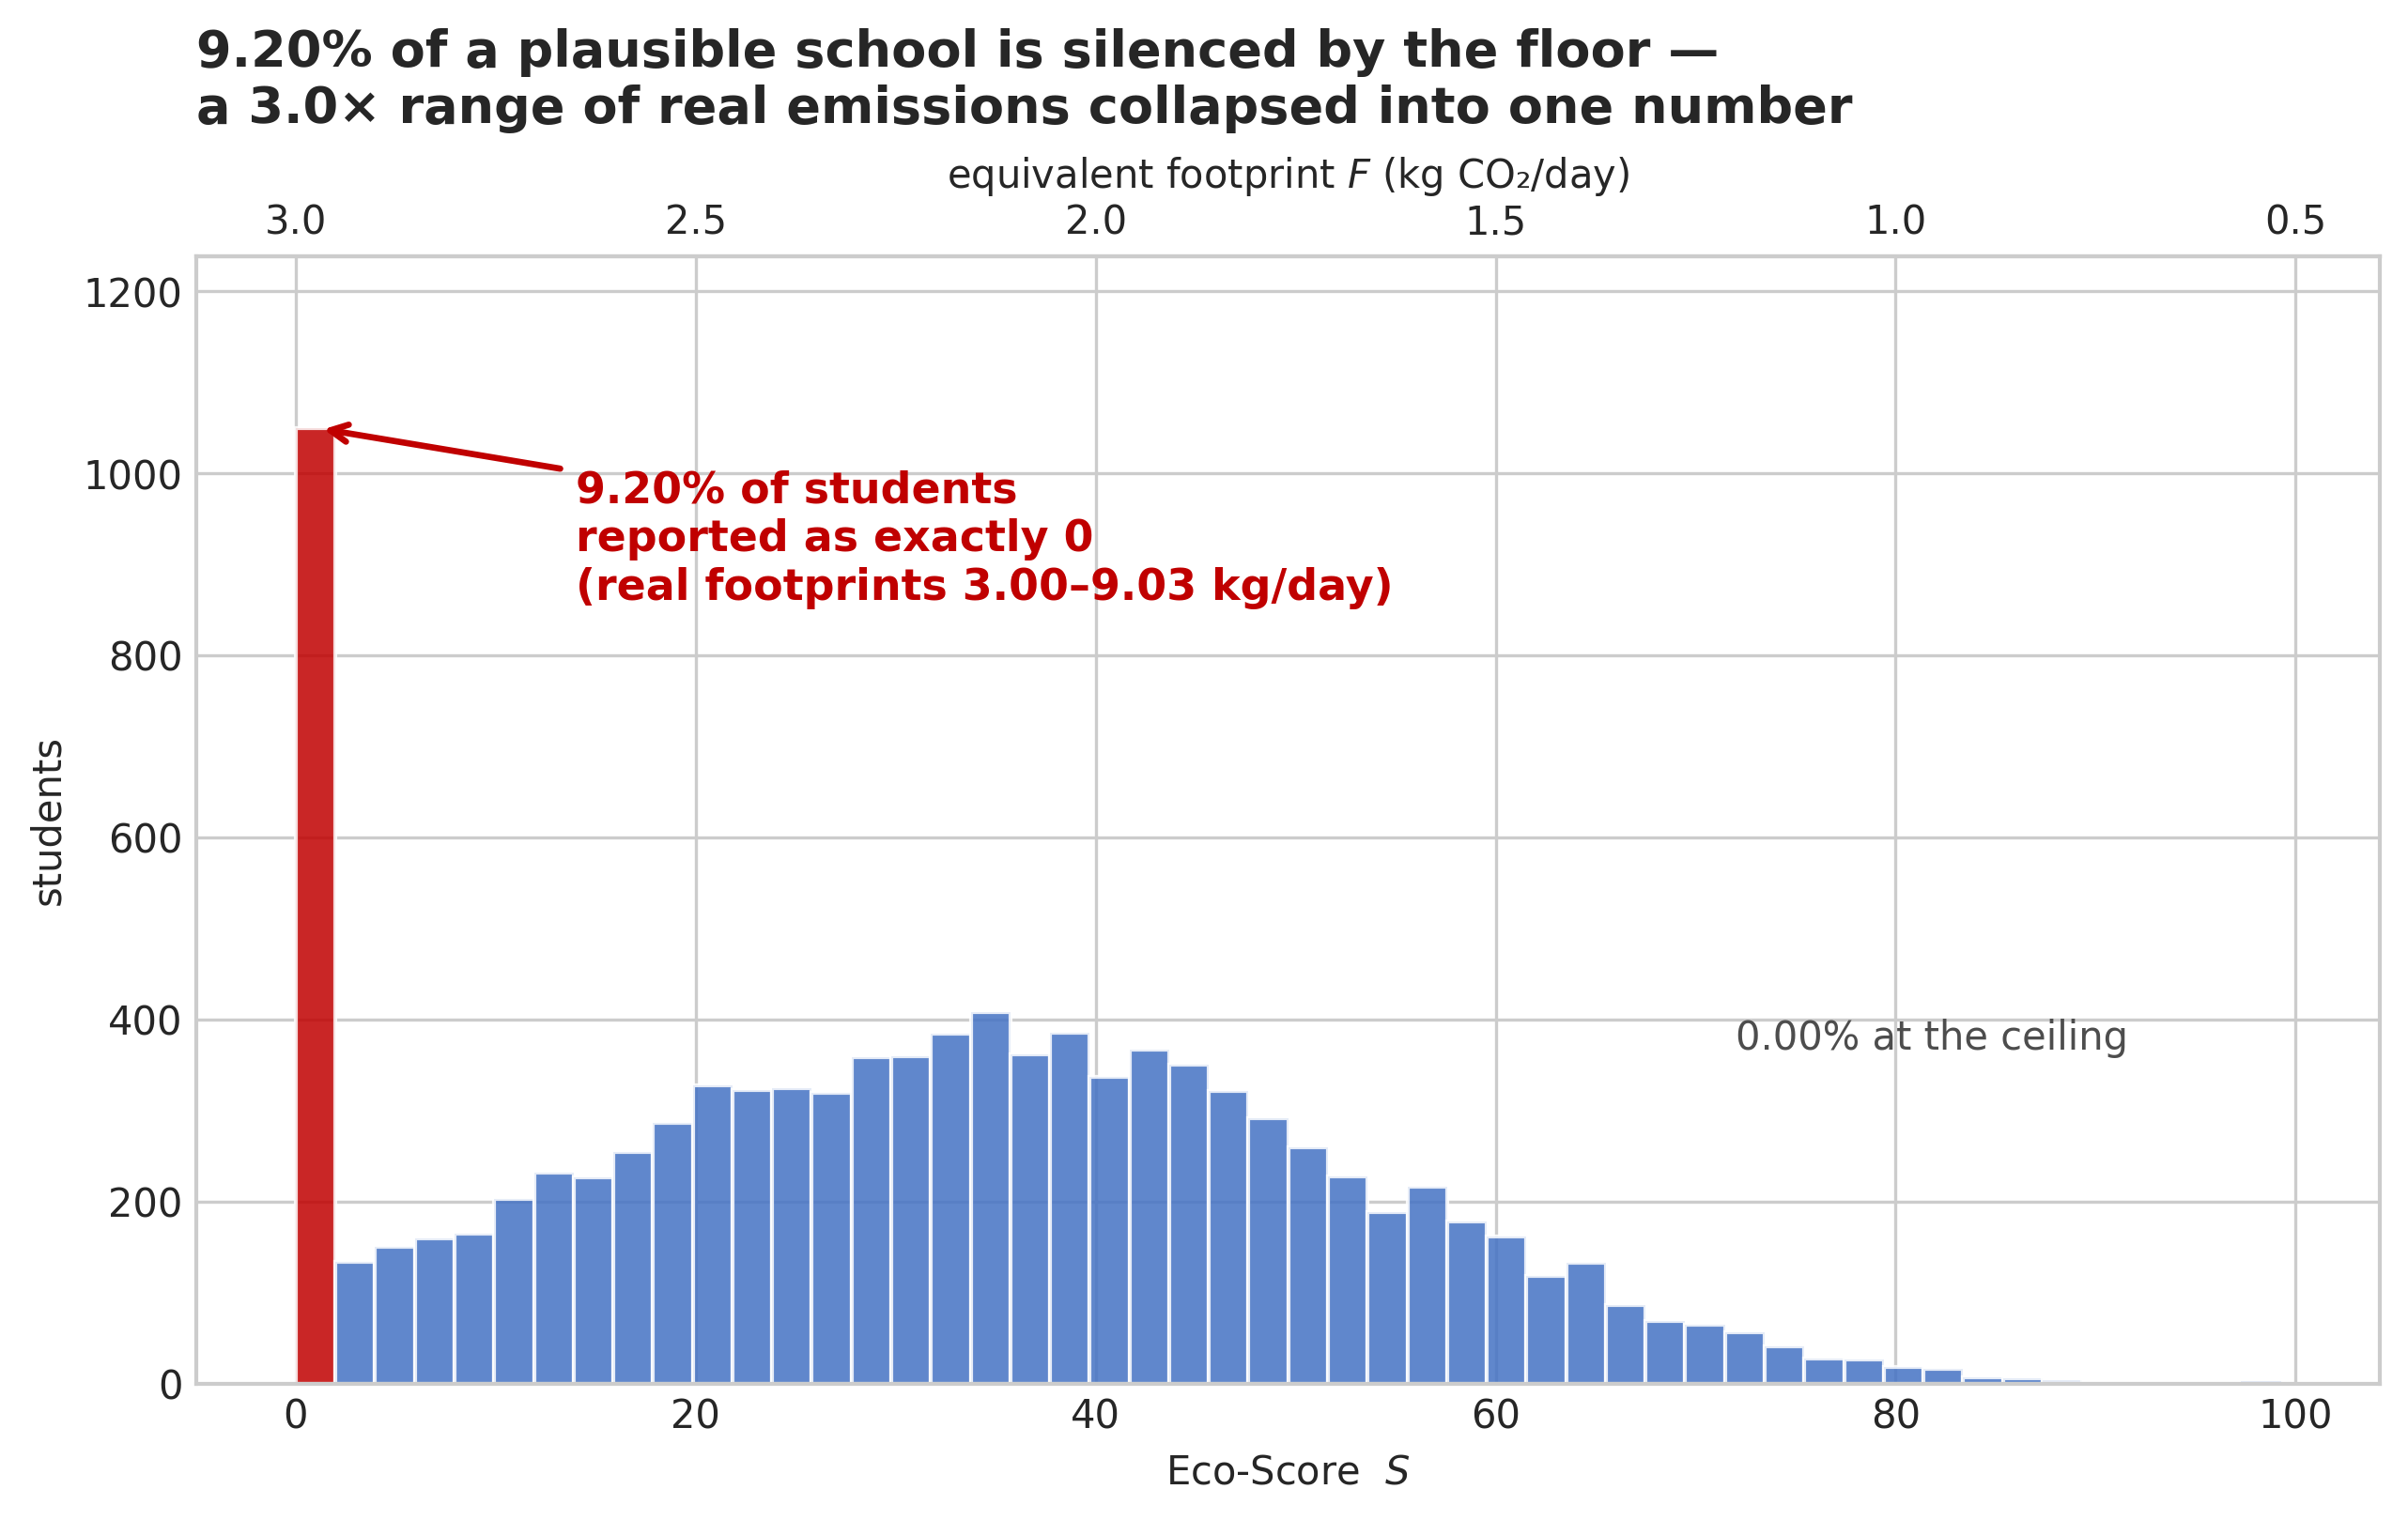 9.20% of a plausible school is silenced by the floor —
a 3.0× range of real emissions collapsed into one number
equivalent footprint F (kg CO₂/day)
3.0 2.5 2.0 1.5 1.0 0.5
1200
1000
800
600
400
200
0
students
9.20% of students
reported as exactly 0
(real footprints 3.00–9.03 kg/day)
0.00% at the ceiling
0 20 40 60 80 100
Eco-Score S